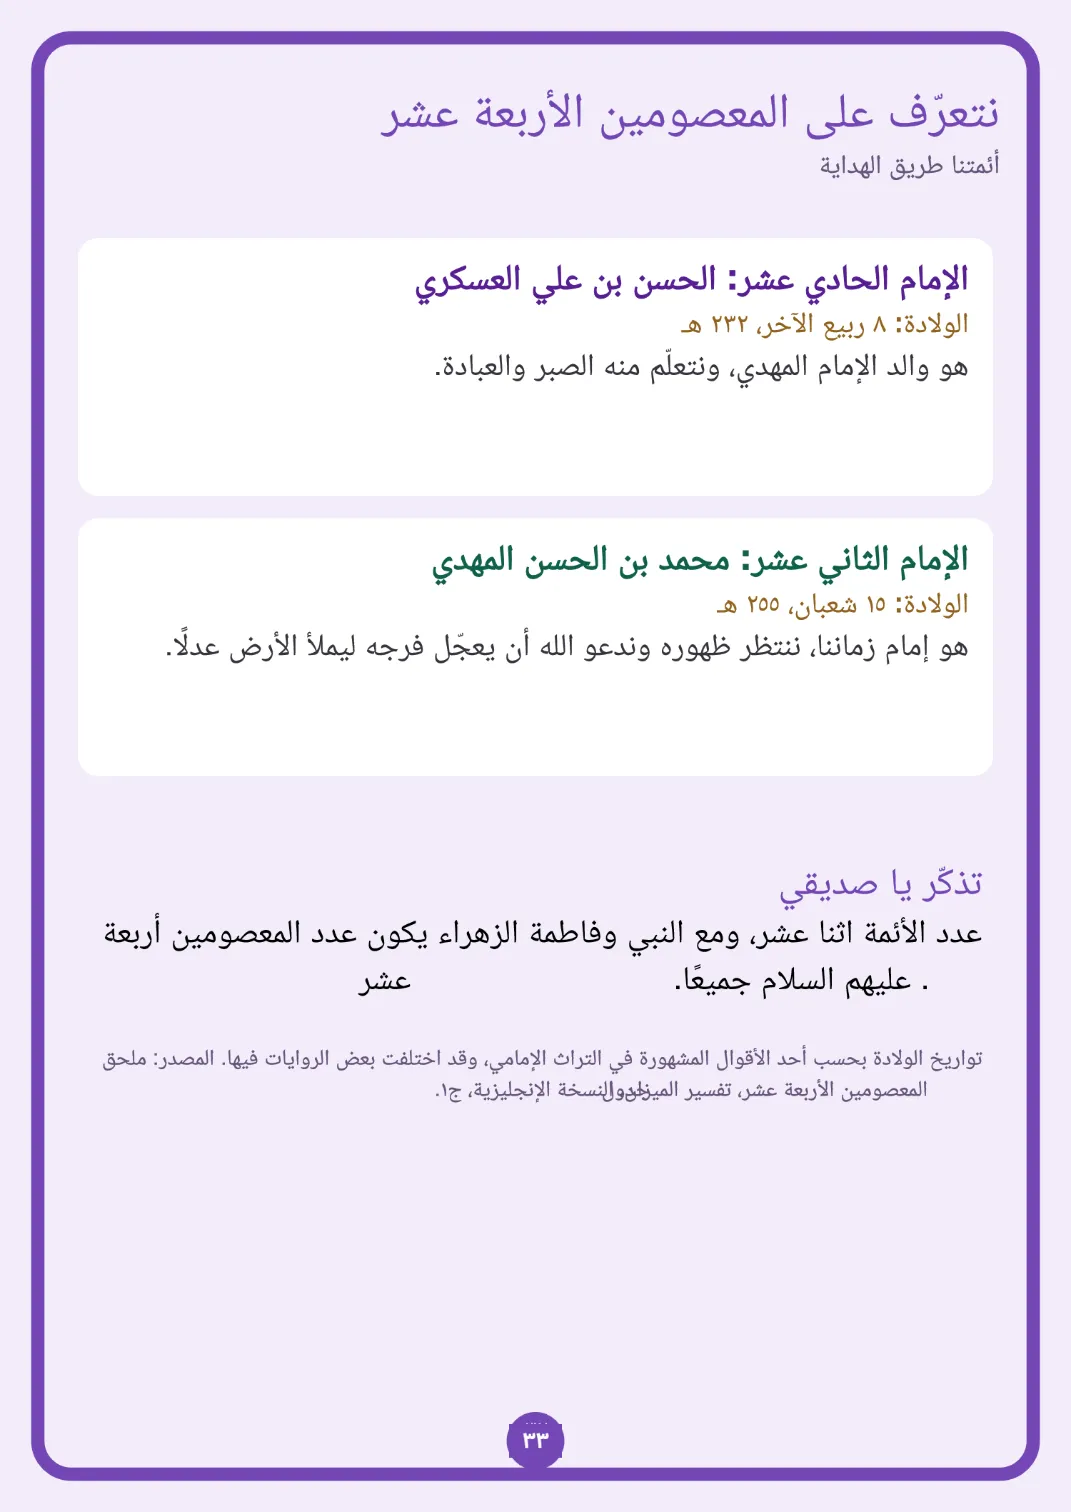 نتعرّف على المعصومين الأربعة عشر
أئمتنا طريق الهداية
الإمام الحادي عشر: الحسن بن علي العسكري
الولادة: ٨ ربيع الآخر، ٢٣٢ هـ
هو والد الإمام المهدي، ونتعلّم منه الصبر والعبادة.
الإمام الثاني عشر: محمد بن الحسن المهدي
الولادة: ١٥ شعبان، ٢٥٥ هـ
هو إمام زماننا، ننتظر ظهوره وندعو الله أن يعجّل فرجه ليملأ الأرض عدلًا.
تذكّر يا صديقي
عدد الأئمة اثنا عشر، ومع النبي وفاطمة الزهراء يكون عدد المعصومين أربعة
. عليهم السلام جميعًا. عشر
تواريخ الولادة بحسب أحد الأقوال المشهورة في التراث الإمامي، وقد اختلفت بعض الروايات فيها. المصدر: ملحق
المعصومين الأربعة عشر، تفسير الميزان، النسخة الإنجليزية، ج١.
٣٣